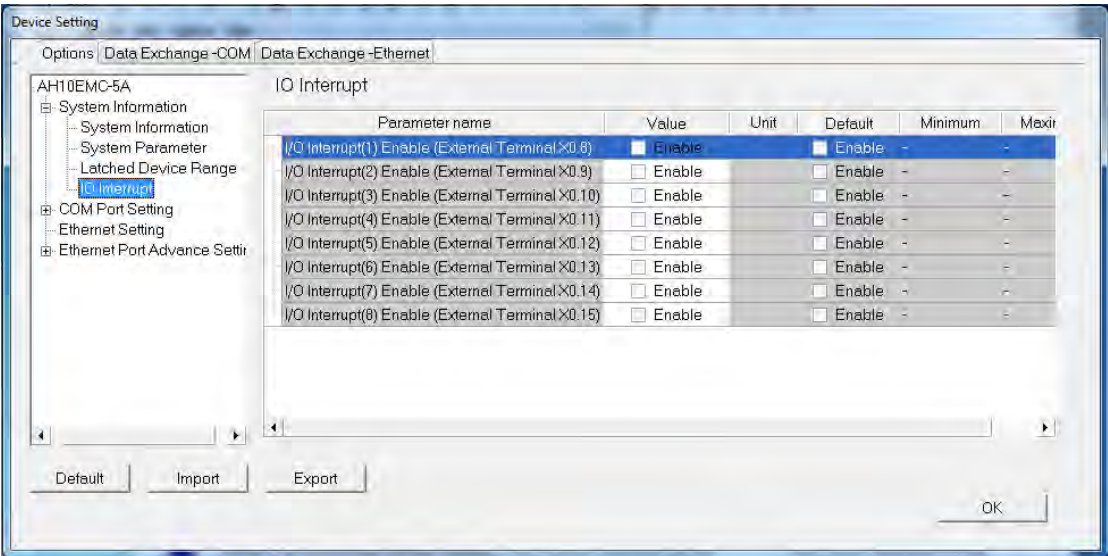 Device Setting
Options Data Exchange -COM Data Exchange -Ethernet
AH10EMC-5A
System Information
System Information
System Parameter
Latched Device Range
IO Interrupt
COM Port Setting
Ethernet Setting
Ethernet Port Advance Settir
IO Interrupt
Parameter name Value Unit Default Minimum Maxir
I/O Interrupt(1) Enable (External Terminal X0.8) Enable Enable - -
I/O Interrupt(2) Enable (External Terminal X0.9) Enable Enable - -
I/O Interrupt(3) Enable (External Terminal X0.10) Enable Enable - -
I/O Interrupt(4) Enable (External Terminal X0.11) Enable Enable - -
I/O Interrupt(5) Enable (External Terminal X0.12) Enable Enable - -
I/O Interrupt(6) Enable (External Terminal X0.13) Enable Enable - -
I/O Interrupt(7) Enable (External Terminal X0.14) Enable Enable - -
I/O Interrupt(8) Enable (External Terminal X0.15) Enable Enable - -
Default Import Export
OK